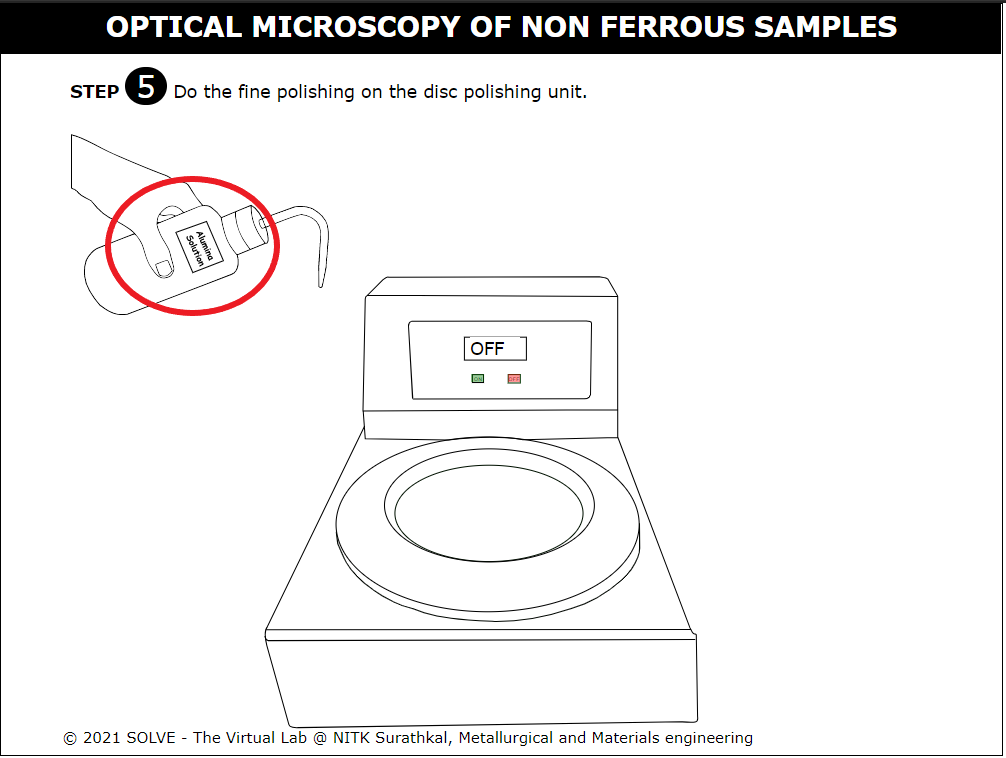 OPTICAL MICROSCOPY OF NON FERROUS SAMPLES
STEP 5 Do the fine polishing on the disc polishing unit.
Alumina
Solution
OFF
ON OFF
© 2021 SOLVE - The Virtual Lab @ NITK Surathkal, Metallurgical and Materials engineering